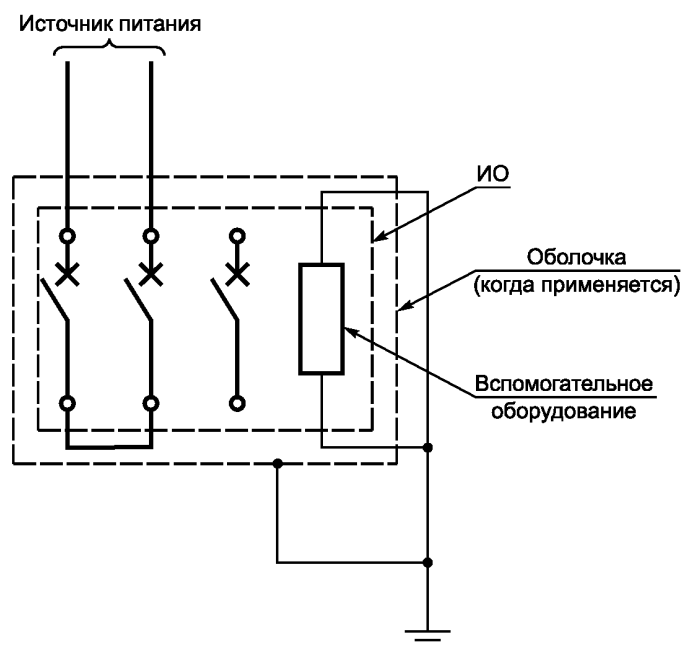 Источник питания
ИО
Оболочка
(когда применяется)
Вспомогательное
оборудование